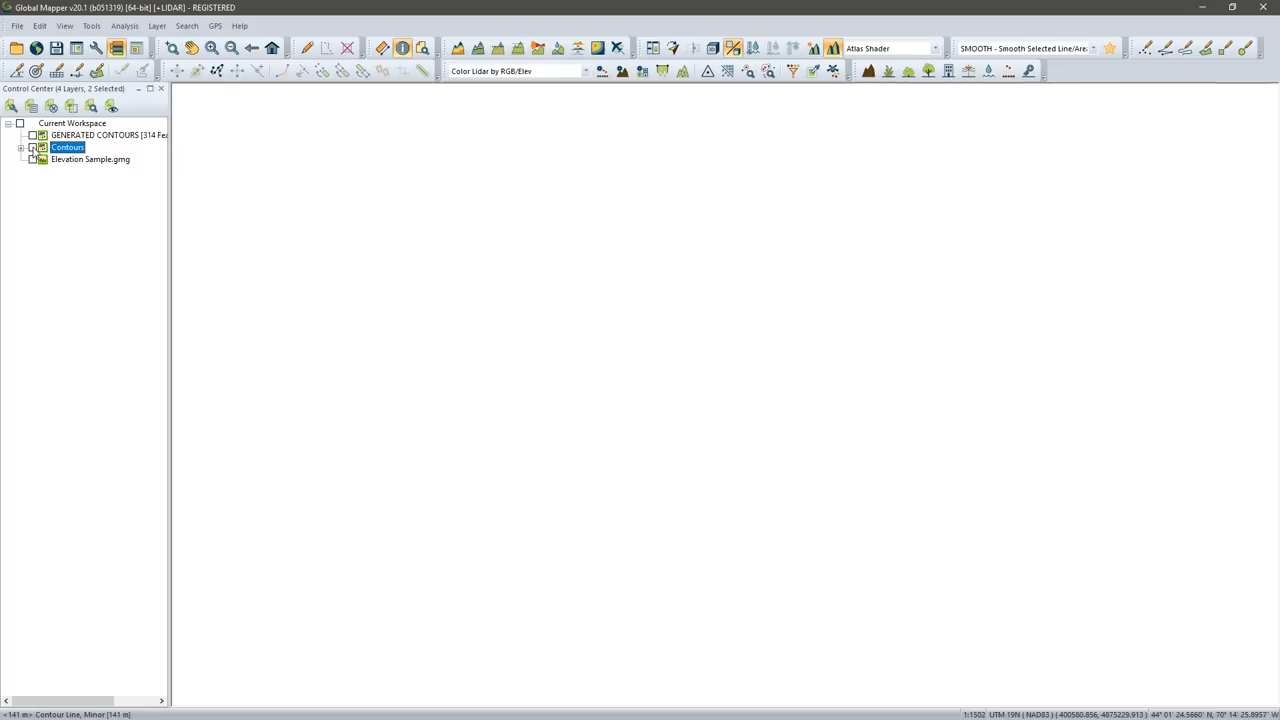 Global Mapper v20.1 (b051319) [64-bit] [+LIDAR] - REGISTERED
File Edit View Tools Analysis Layer Search GPS Help
Atlas Shader SMOOTH - Smooth Selected Line/Area
Color Lidar by RGB/Elev
Control Center (4 Layers, 2 Selected)
Current Workspace
GENERATED CONTOURS [314 Fea
Contours
Elevation Sample.gmg
<141 m> Contour Line, Minor [141 m] 1:1502 UTM 19N ( NAD83 ) ( 400580.856, 4875229.913 ) 44° 01' 24.5660" N, 70° 14' 25.8957" W